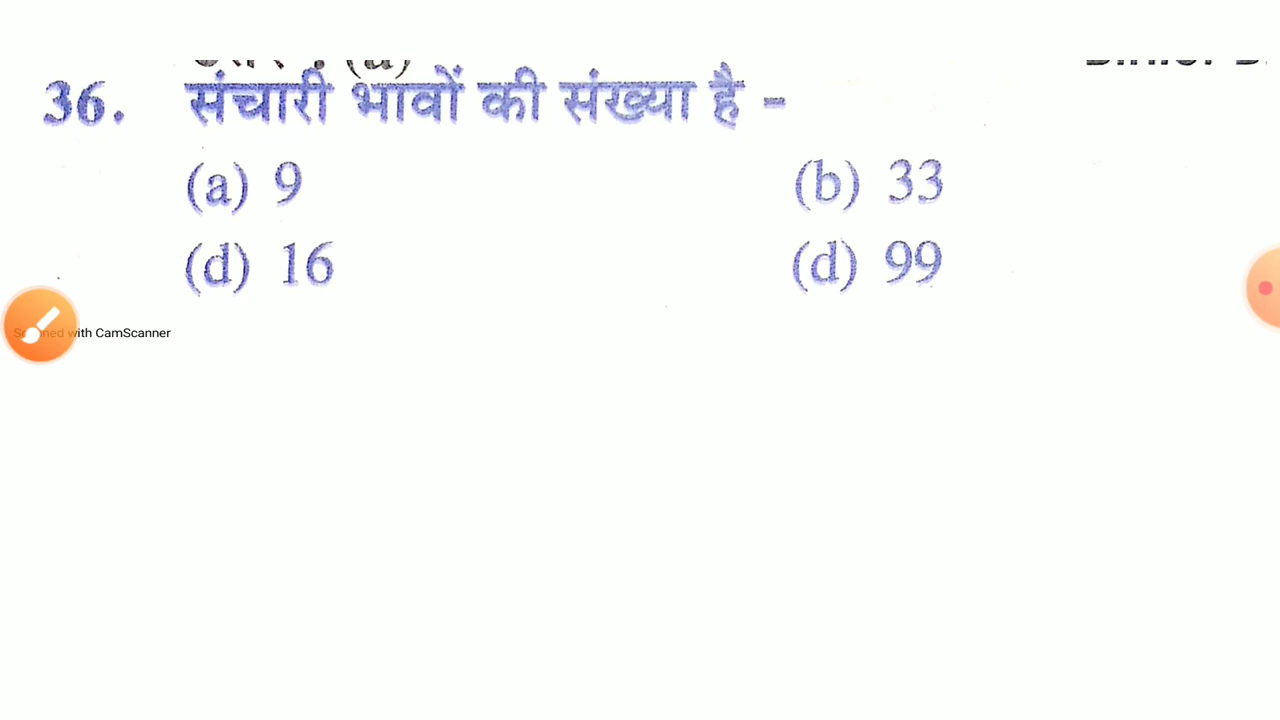 36. संचारी भावों की संख्या है -
(a) 9 (b) 33
(d) 16 (d) 99
with CamScanner